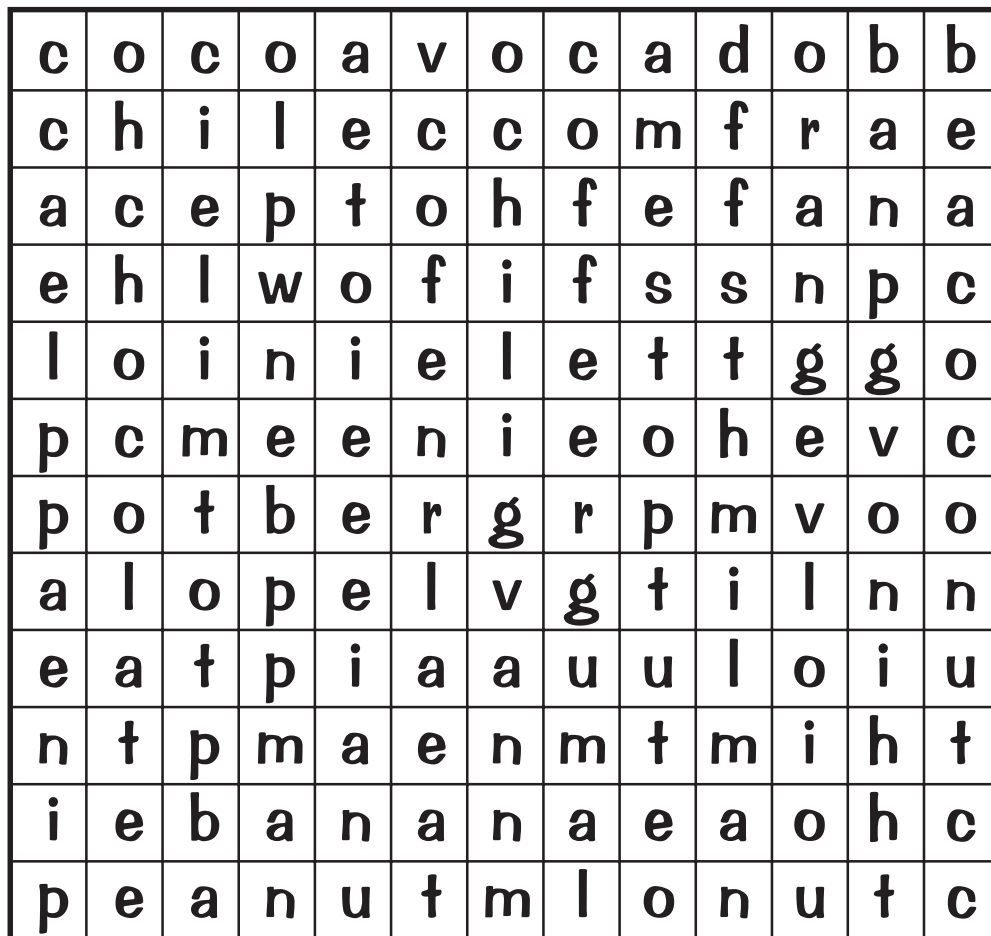 c o c o a v o c a d o b b
c h i l e c c o m f r a e
a c e p t o h f e f a n a
e h l w o f i f s s n p c
l o i n i e l e t t g g o
p c m e e n i e o h e v c
p o t b e r g r p m v o o
a l o p e l v g t i l n n
e a t p i a a u u l o i u
n t p m a e n m t m i h t
i e b a n a n a e a o h c
p e a n u t m l o n u t c